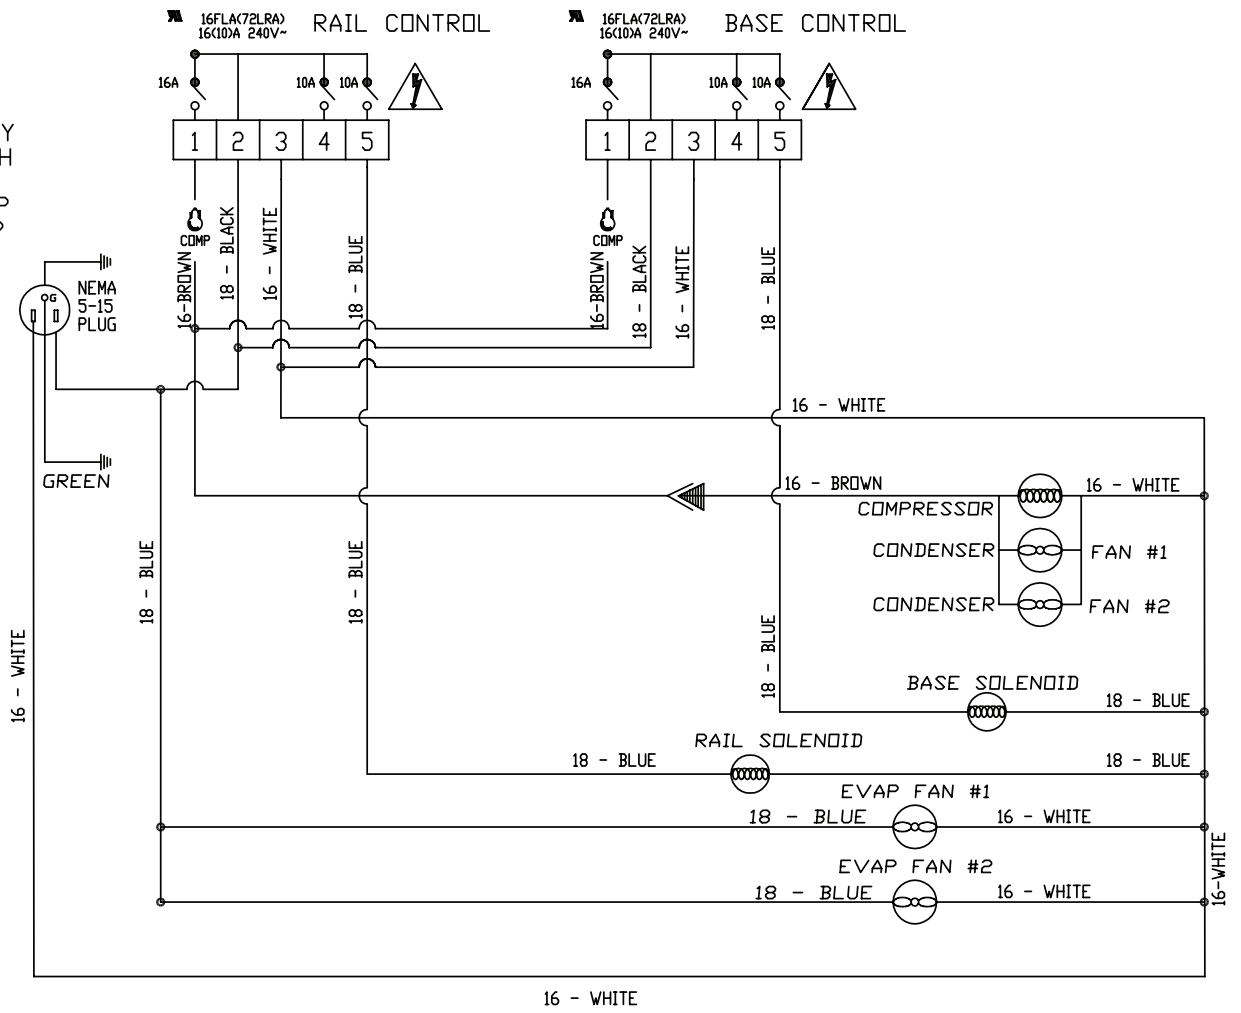 16FLA(72LRA)
16(10)A 240V~
RAIL CONTROL
16FLA(72LRA)
16(10)A 240V~
BASE CONTROL
16A
10A
10A
16A
10A
10A
Y
H
1 2 3 4 5
1 2 3 4 5
COMP
16-BROWN
18 - BLACK
16 - WHITE
18 - BLUE
COMP
16-BROWN
18 - BLACK
16 - WHITE
18 - BLUE
G
NEMA
5-15
PLUG
16 - WHITE
GREEN
16 - BROWN
16 - WHITE
COMPRESSOR
CONDENSER
FAN #1
CONDENSER
FAN #2
18 - BLUE
18 - BLUE
18 - BLUE
16 - WHITE
BASE SOLENOID
18 - BLUE
RAIL SOLENOID
18 - BLUE
18 - BLUE
EVAP FAN #1
18 - BLUE
16 - WHITE
EVAP FAN #2
18 - BLUE
16 - WHITE
16-WHITE
16 - WHITE